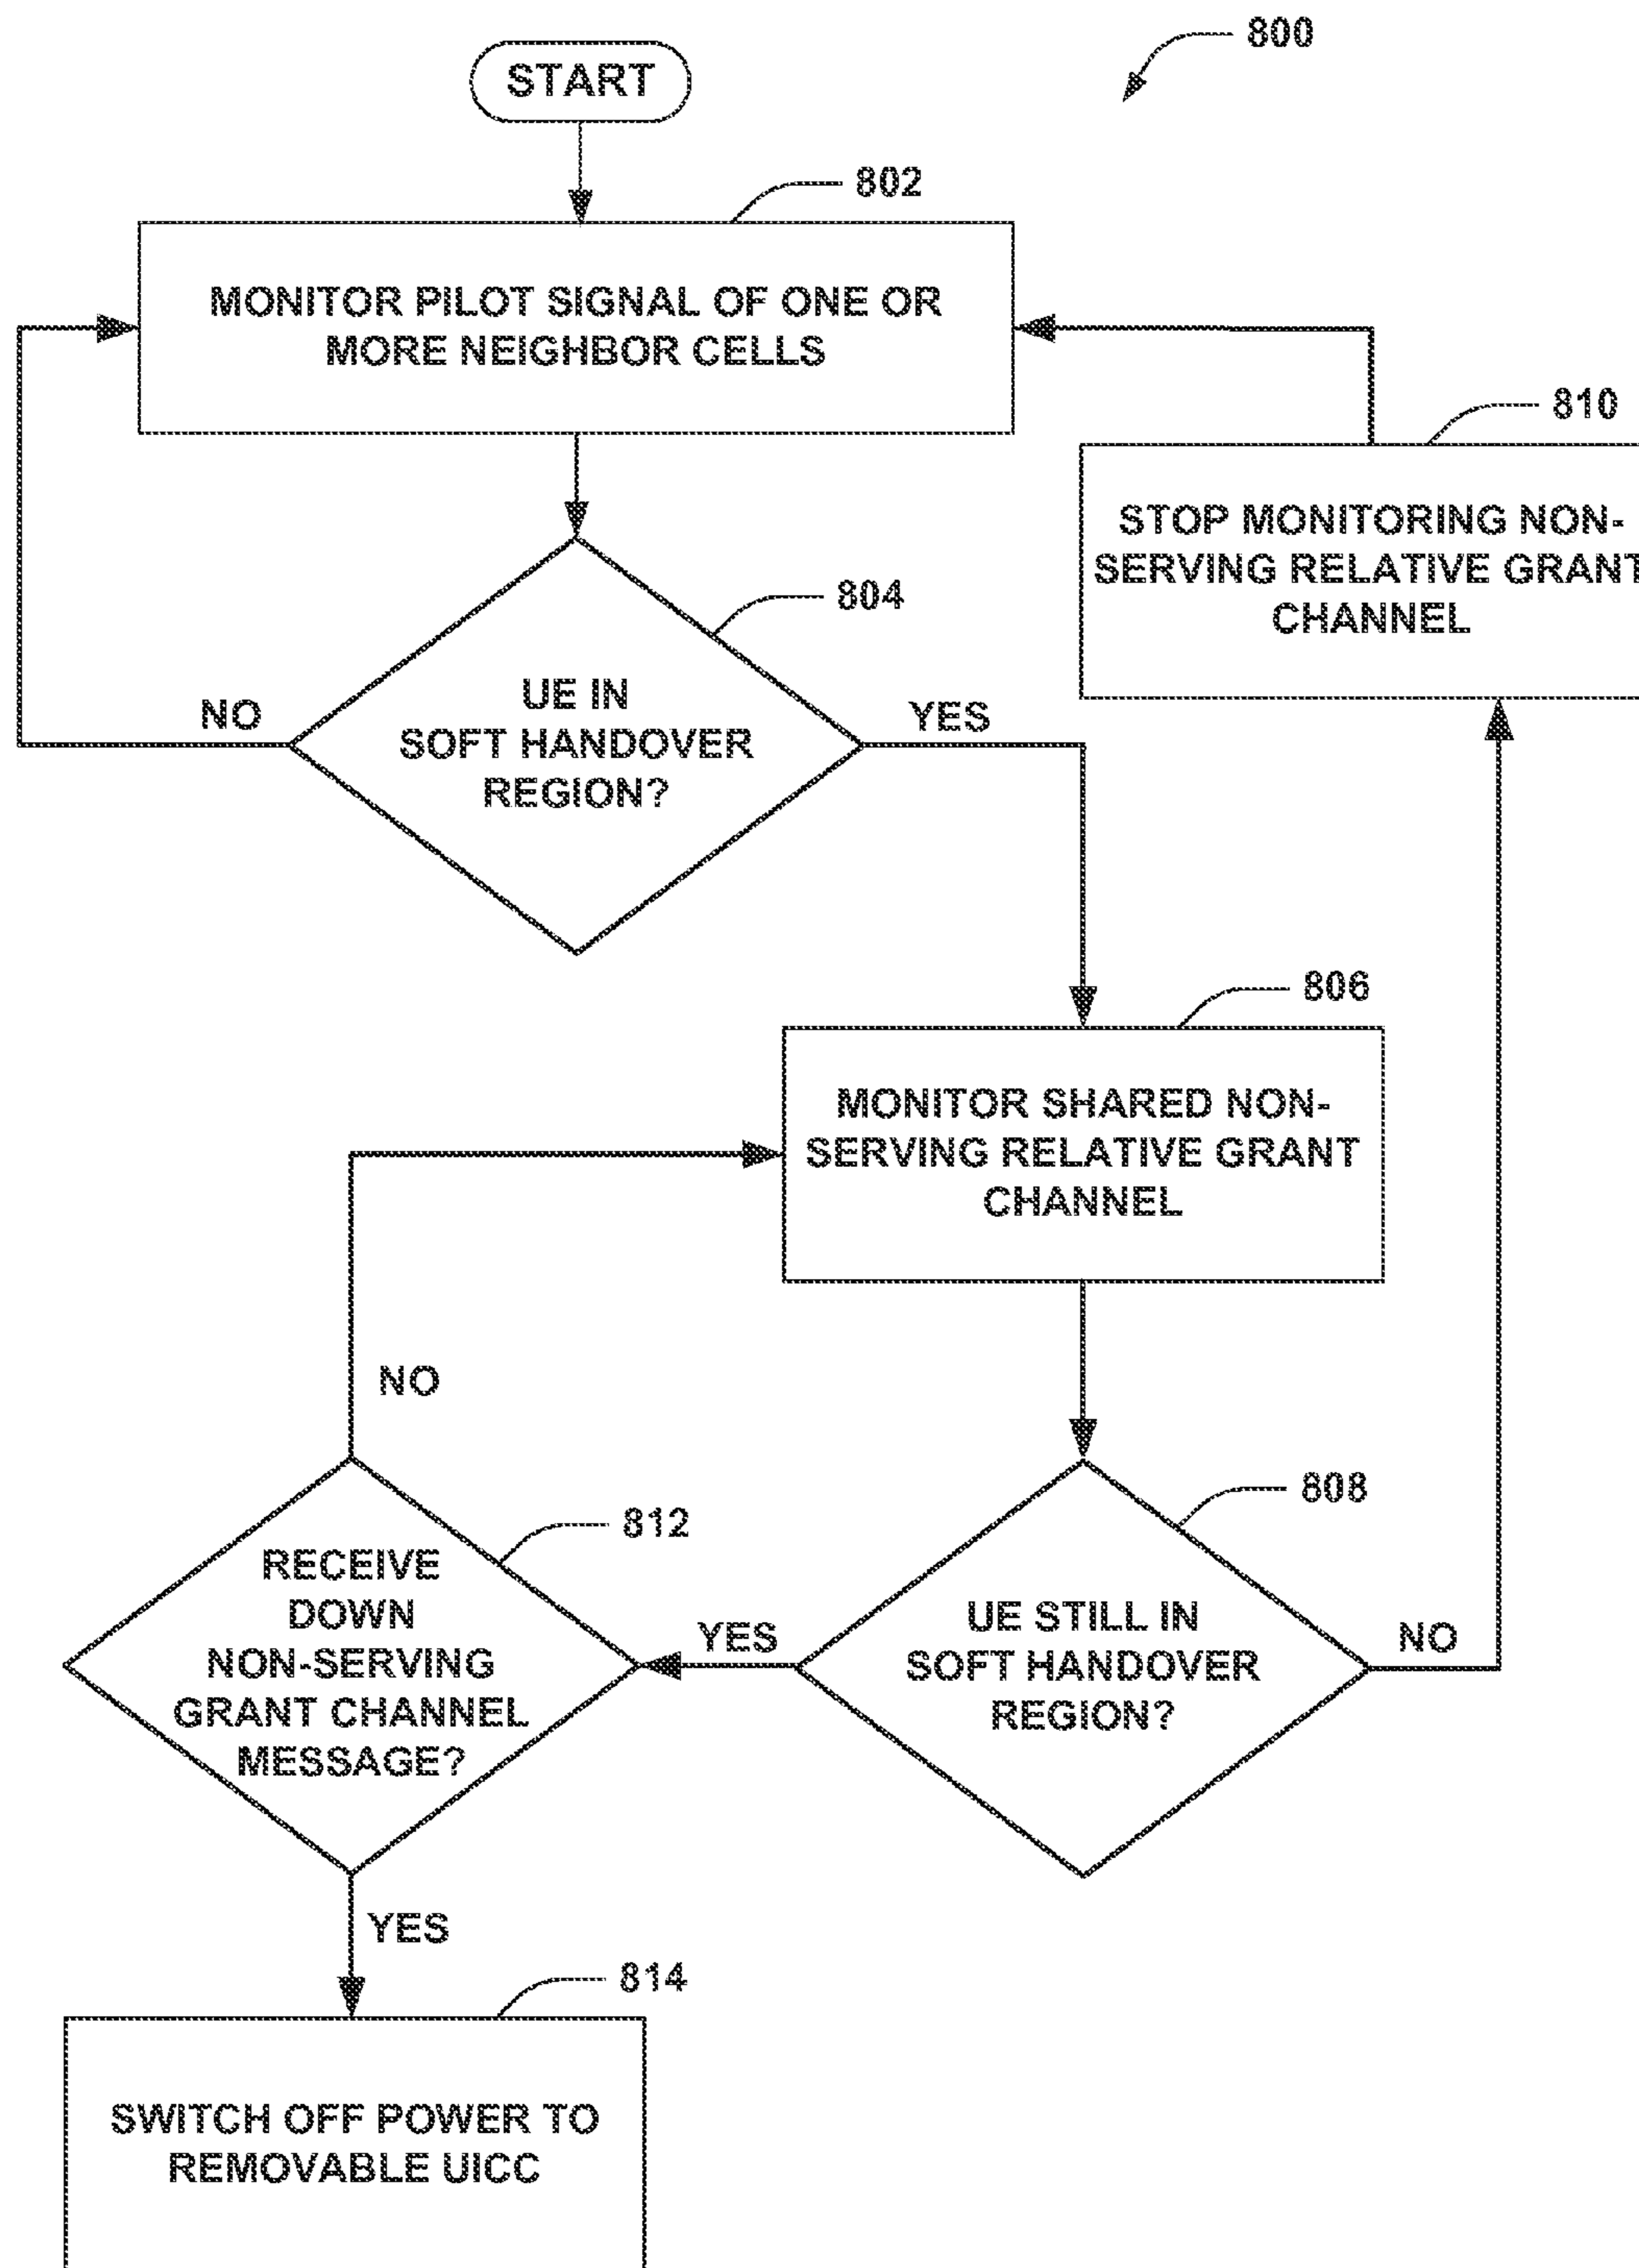 800
START
802
MONITOR PILOT SIGNAL OF ONE OR
MORE NEIGHBOR CELLS
810
STOP MONITORING NON-
SERVING RELATIVE GRANT
CHANNEL
804
UE IN
SOFT HANDOVER
REGION?
NO
YES
806
MONITOR SHARED NON-
SERVING RELATIVE GRANT
CHANNEL
NO
808
UE STILL IN
SOFT HANDOVER
REGION?
YES
NO
812
RECEIVE
DOWN
NON-SERVING
GRANT CHANNEL
MESSAGE?
YES
814
SWITCH OFF POWER TO
REMOVABLE UICC